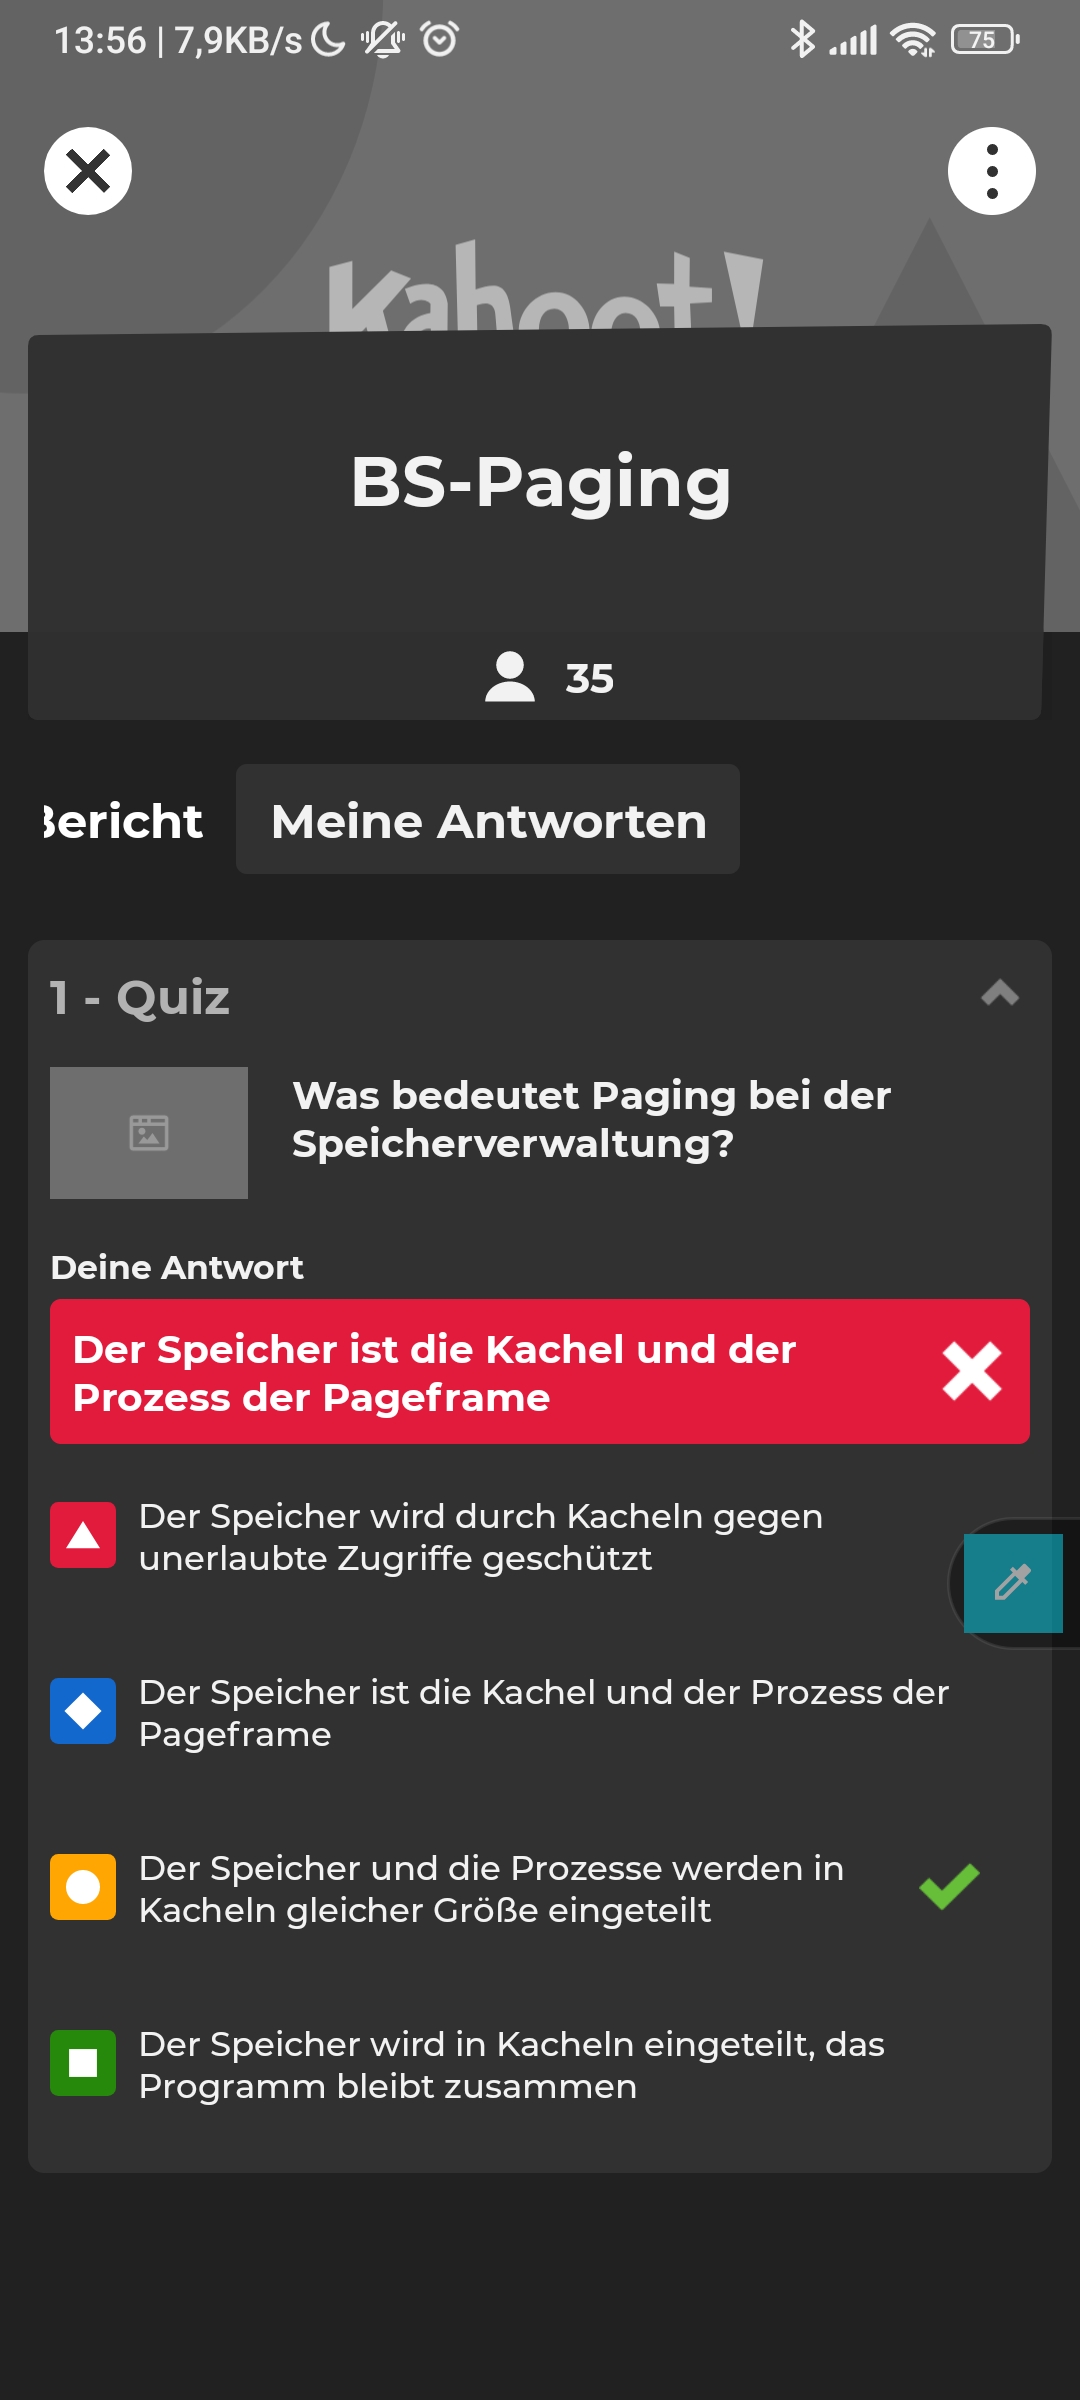 13:56 | 7,9KB/s
75
Kahoot!
BS-Paging
35
Bericht
Meine Antworten
1 - Quiz
Was bedeutet Paging bei der
Speicherverwaltung?
Deine Antwort
Der Speicher ist die Kachel und der
Prozess der Pageframe
Der Speicher wird durch Kacheln gegen
unerlaubte Zugriffe geschützt
Der Speicher ist die Kachel und der Prozess der
Pageframe
Der Speicher und die Prozesse werden in
Kacheln gleicher Größe eingeteilt
Der Speicher wird in Kacheln eingeteilt, das
Programm bleibt zusammen